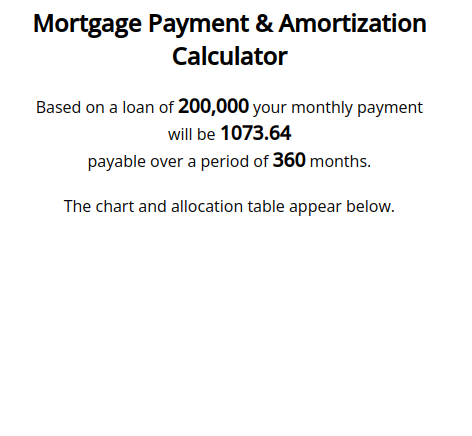 Mortgage Payment & Amortization
Calculator
Based on a loan of 200,000 your monthly payment
will be 1073.64
payable over a period of 360 months.
The chart and allocation table appear below.